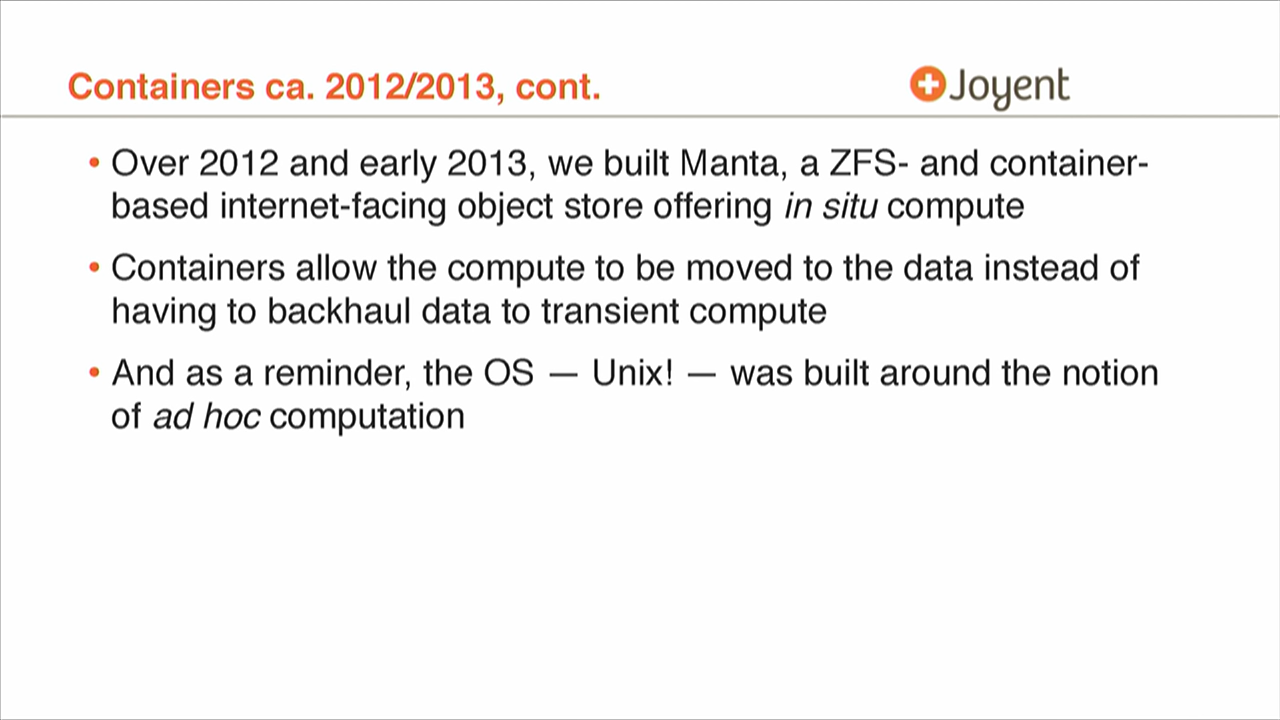 Containers ca. 2012/2013, cont.
Joyent
• Over 2012 and early 2013, we built Manta, a ZFS- and container-
based internet-facing object store offering in situ compute
• Containers allow the compute to be moved to the data instead of
having to backhaul data to transient compute
• And as a reminder, the OS — Unix! — was built around the notion
of ad hoc computation